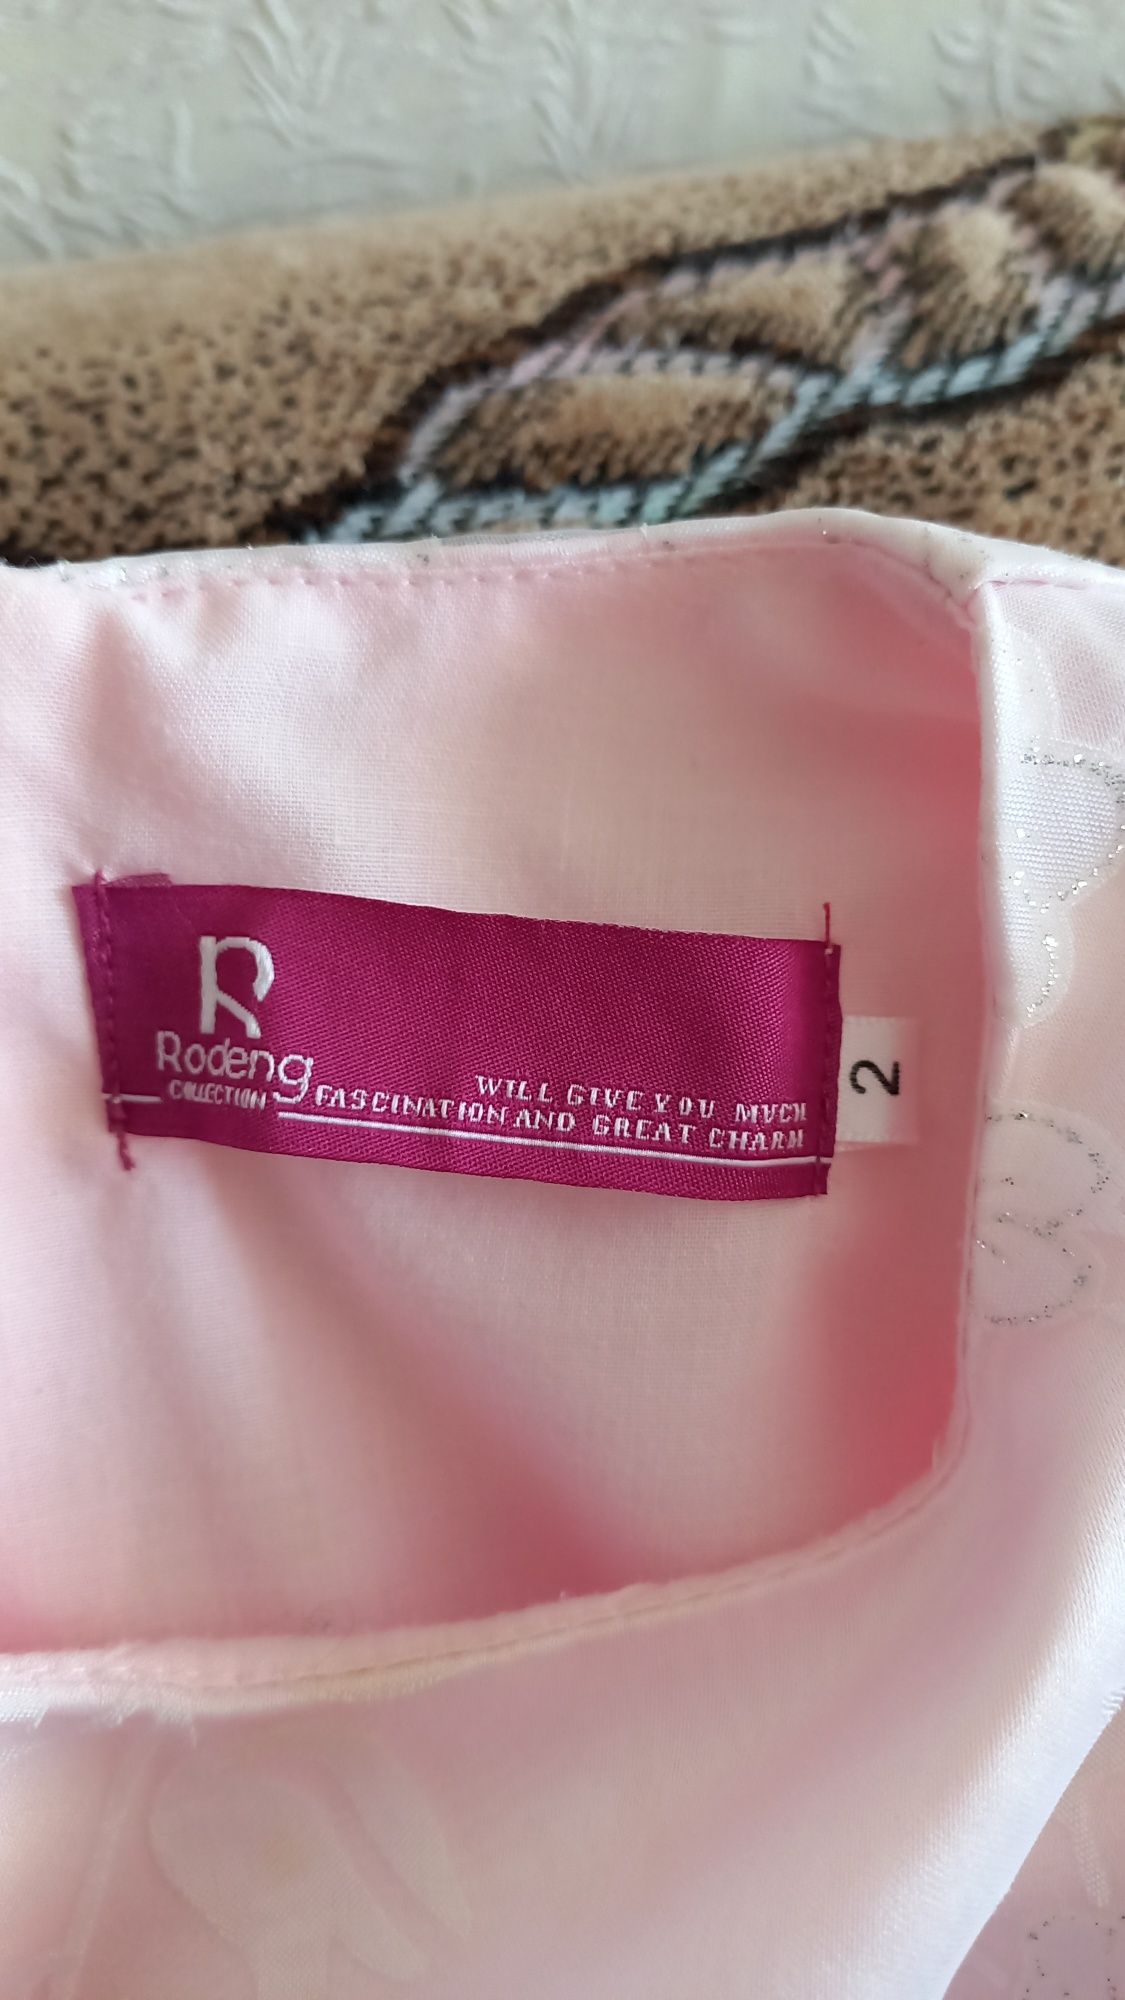 R
Rodeng
COLLECTION
WILL GIVE YOU MUCH
FASCINATION AND GREAT CHARM
2